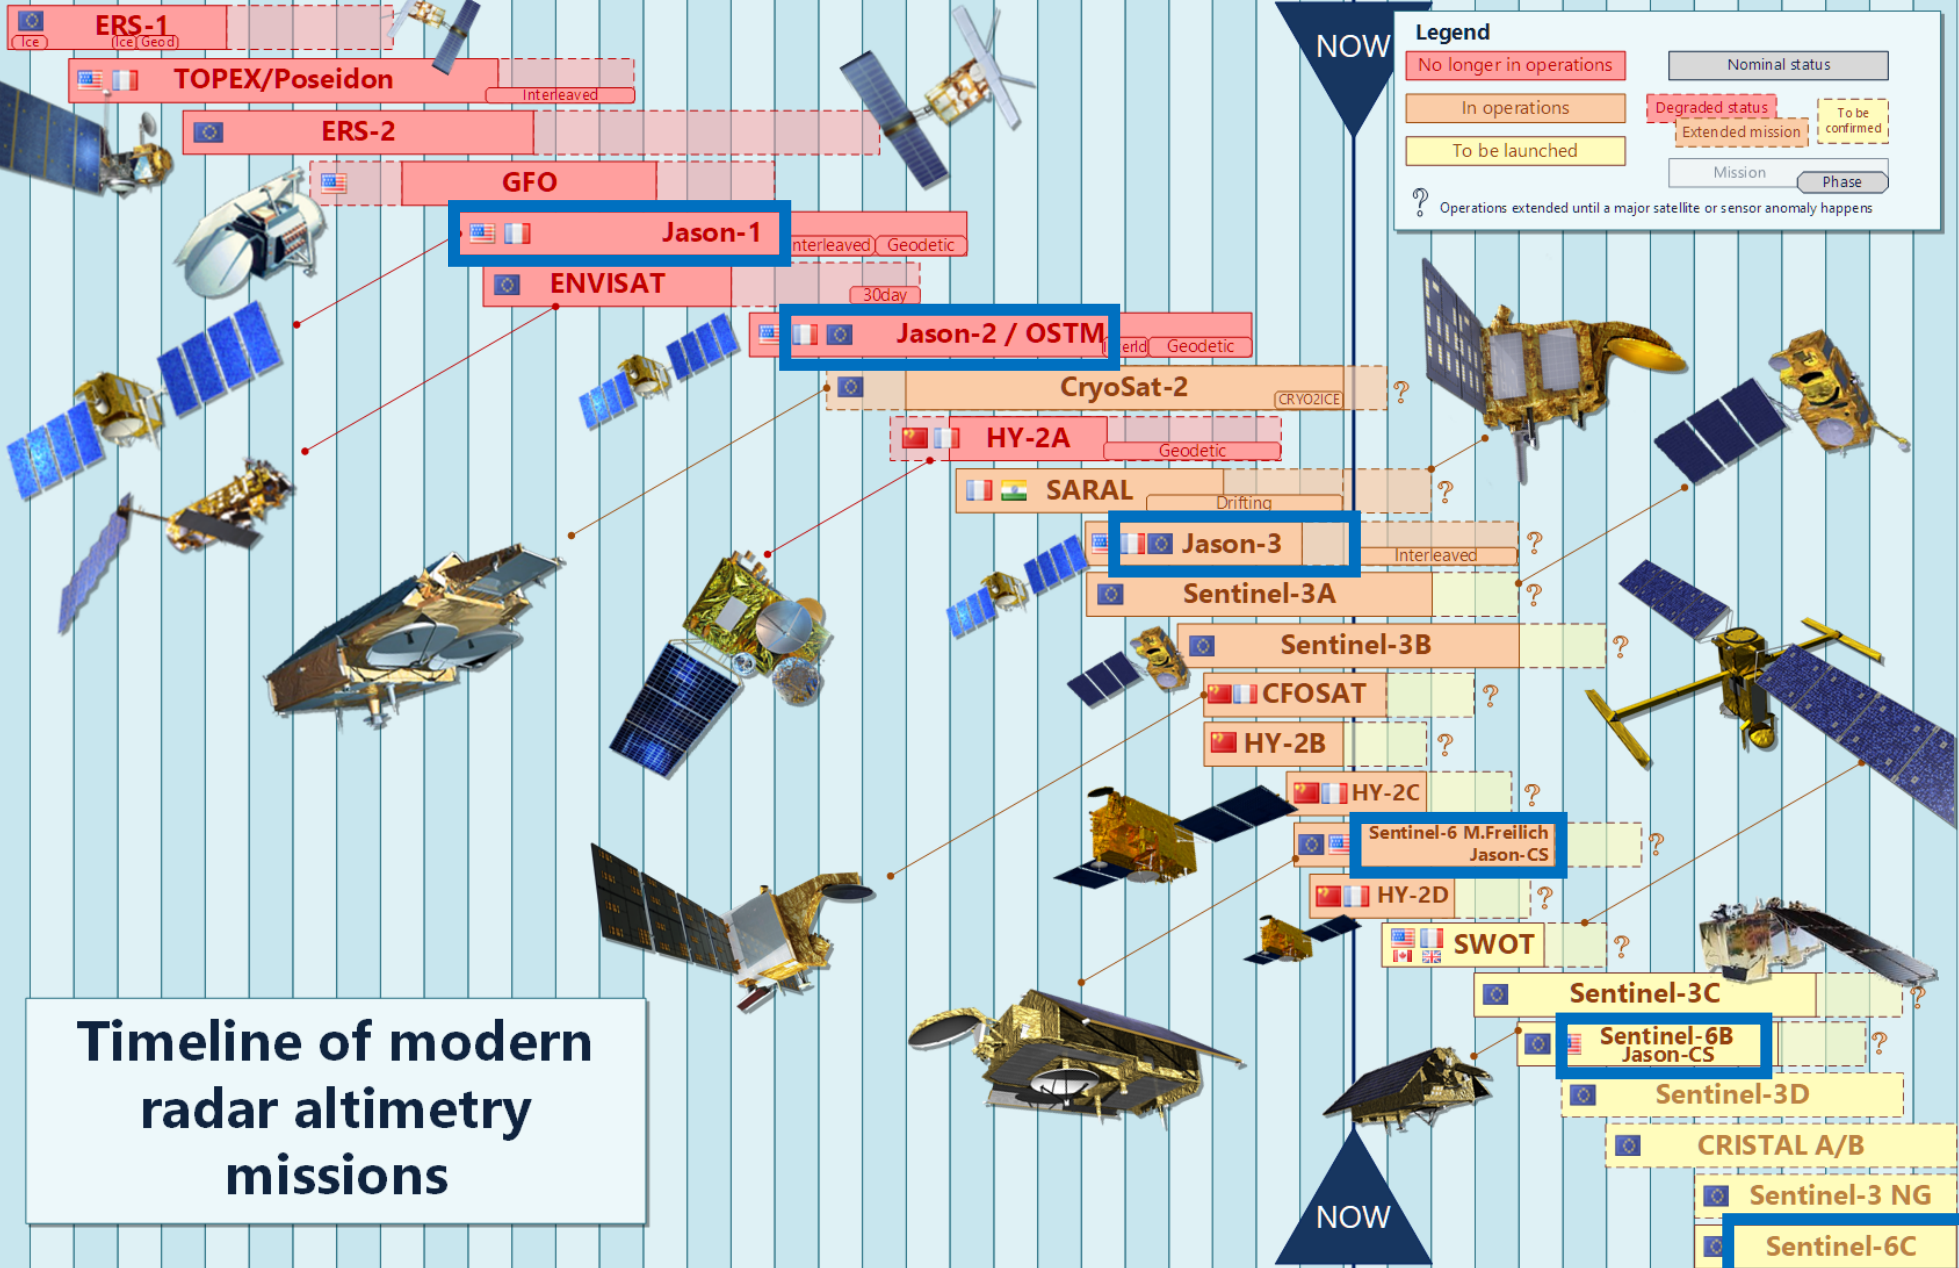 ERS-1
Ice
Ice
Geod
TOPEX/Poseidon
Interleaved
ERS-2
GFO
Jason-1
nterleaved
Geodetic
ENVISAT
30day
Jason-2 / OSTM
erld
Geodetic
CryoSat-2
CRYO2ICE
?
HY-2A
Geodetic
SARAL
Drifting
?
Jason-3
Interleaved
?
Sentinel-3A
?
Sentinel-3B
?
CFOSAT
?
HY-2B
?
HY-2C
?
Sentinel-6 M.Freilich
Jason-CS
?
HY-2D
?
SWOT
?
Sentinel-3C
?
Sentinel-6B
Jason-CS
?
Sentinel-3D
CRISTAL A/B
Sentinel-3 NG
Sentinel-6C
NOW
NOW
Legend
No longer in operations
In operations
To be launched
Nominal status
Degraded status
Extended mission
To be
confirmed
Mission
Phase
? Operations extended until a major satellite or sensor anomaly happens
Timeline of modern
radar altimetry
missions